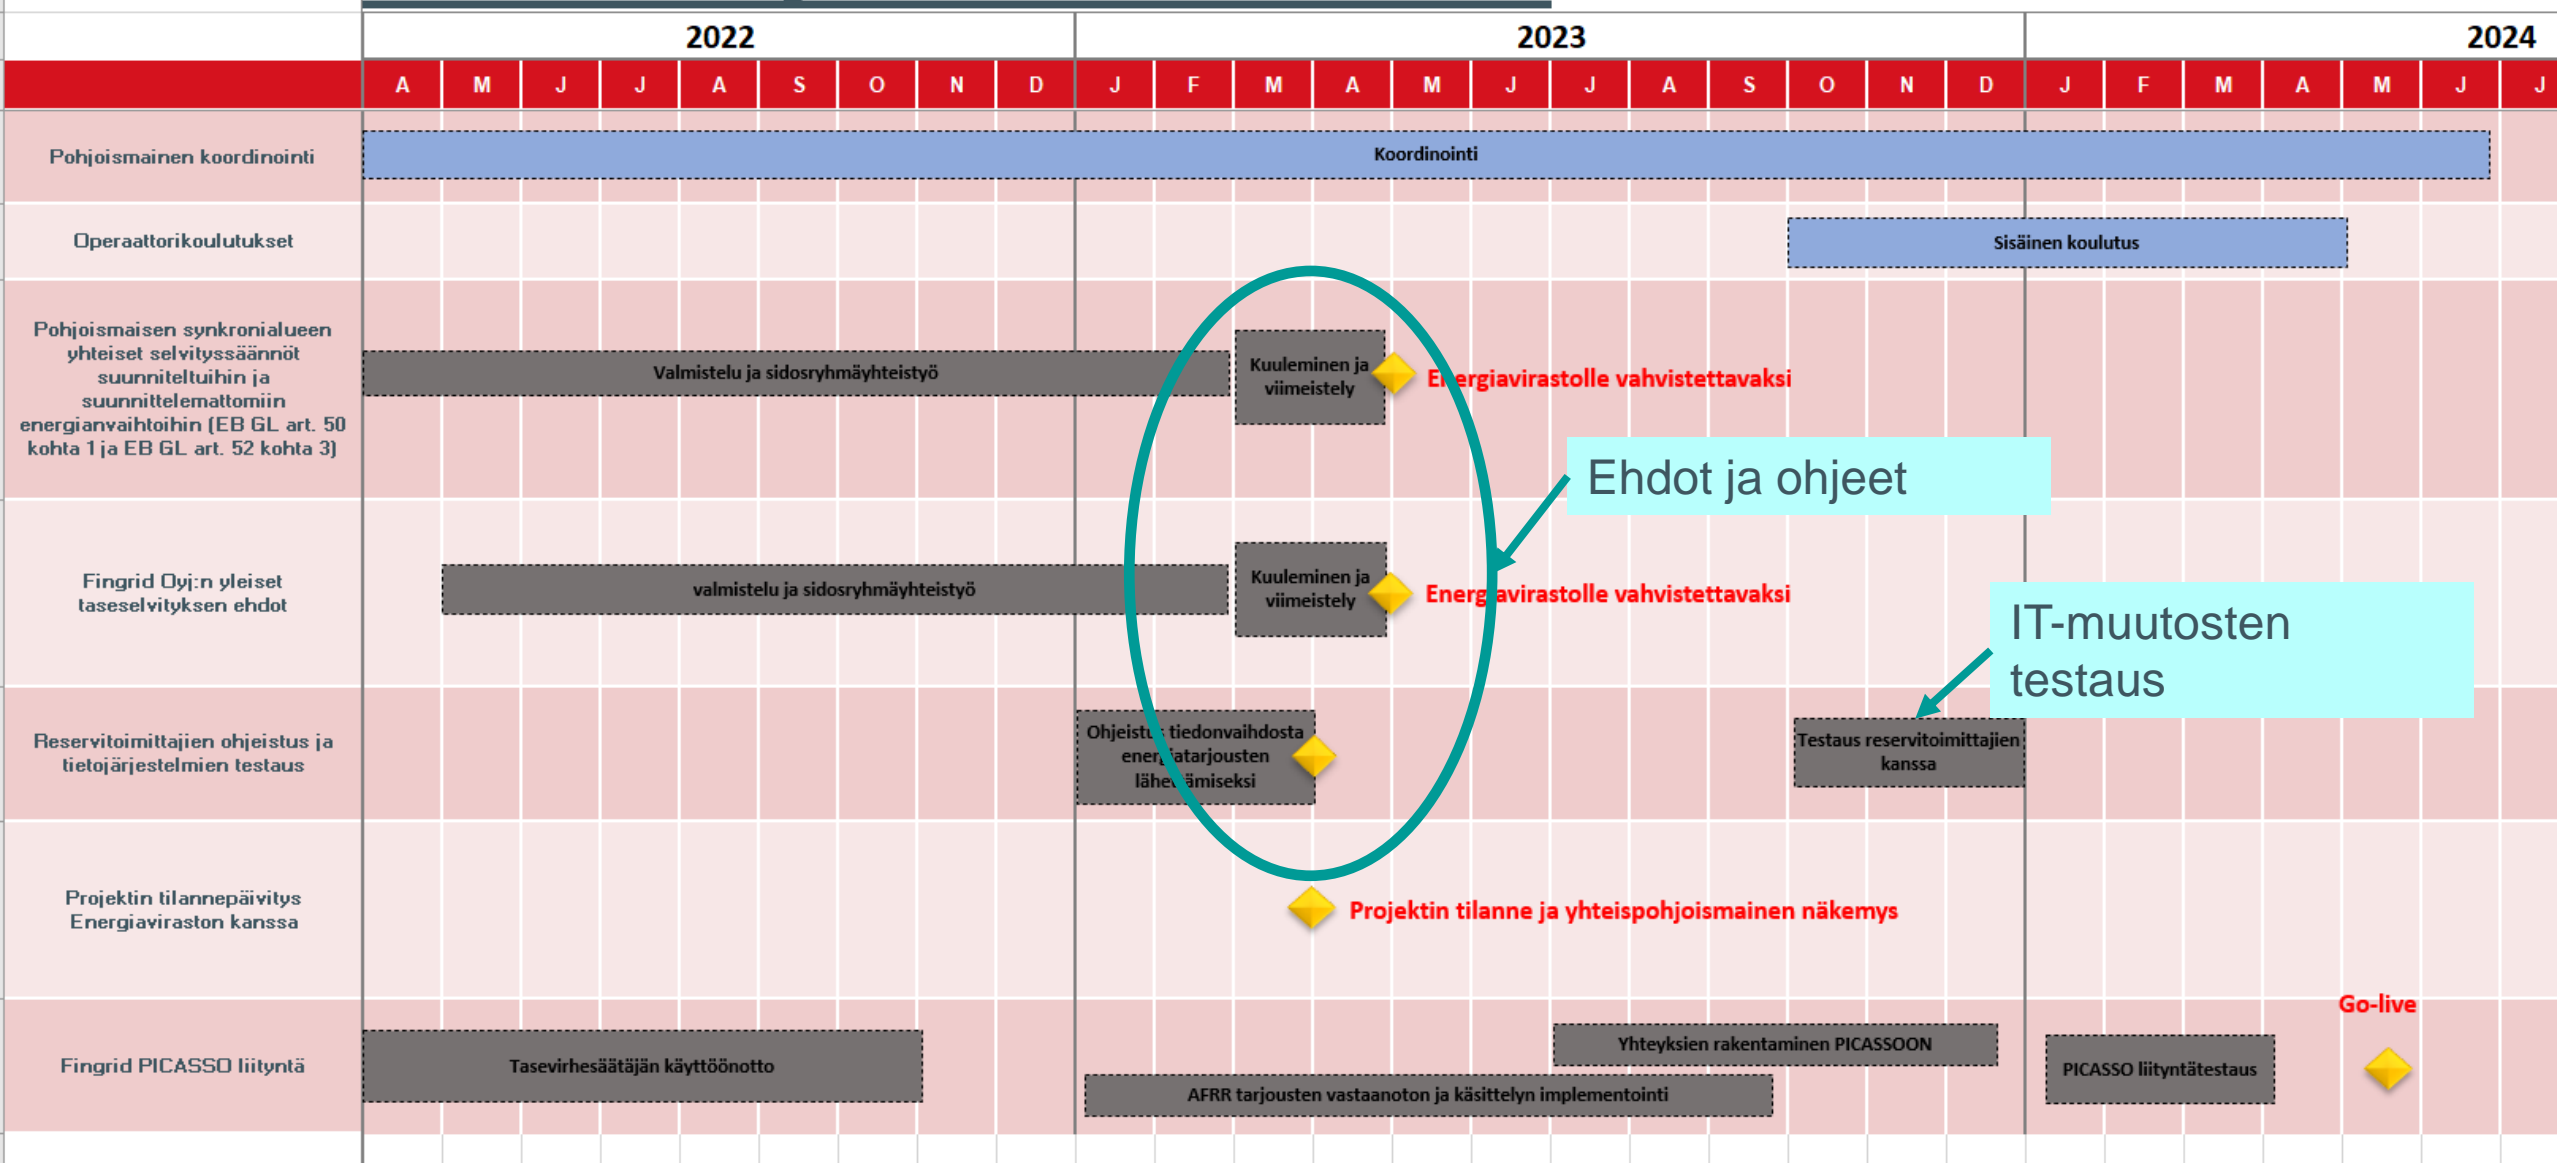 2022 2023 2024
A M J J A S O N D J F M A M J J A S O N D J F M A M J J
Pohjoismainen koordinointi
Koordinointi
Operaattorikoulutukset
Sisäinen koulutus
Pohjoismaisen synkronialueen
yhteiset selvityssäännöt
suunniteltuihin ja
suunnittelemattomiin
energianvaihtoihin (EB GL art. 50
kohta 1 ja EB GL art. 52 kohta 3)
Valmistelu ja sidosryhmäyhteistyö
Kuuleminen ja
viimeistely
Energiavirastolle vahvistettavaksi
Ehdot ja ohjeet
Fingrid Oyj:n yleiset
taseselvityksen ehdot
valmistelu ja sidosryhmäyhteistyö
Kuuleminen ja
viimeistely
Energiavirastolle vahvistettavaksi
IT-muutosten
testaus
Reservitoimittajien ohjeistus ja
tietojärjestelmien testaus
Ohjeistus tiedonvaihdosta
energiatarjousten
lähettämiseksi
Testaus reservitoimittajien
kanssa
Projektin tilannepäivitys
Energiaviraston kanssa
Projektin tilanne ja yhteispohjoismainen näkemys
Fingrid PICASSO liityntä
Tasevirhesäätäjän käyttöönotto
Yhteyksien rakentaminen PICASSOON
AFRR tarjousten vastaanoton ja käsittelyn implementointi
PICASSO liityntätestaus
Go-live